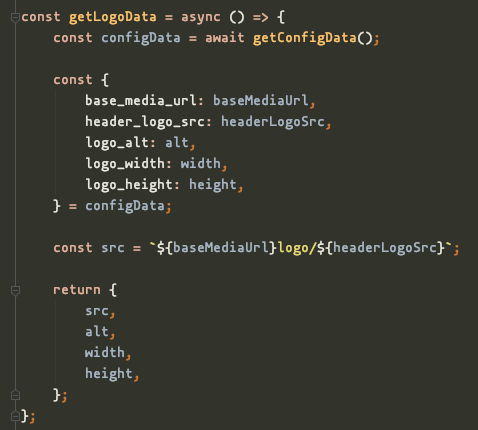 const getLogoData = async () => {
    const configData = await getConfigData();

    const {
        base_media_url: baseMediaUrl,
        header_logo_src: headerLogoSrc,
        logo_alt: alt,
        logo_width: width,
        logo_height: height,
    } = configData;

    const src = `${baseMediaUrl}logo/${headerLogoSrc}`;

    return {
        src,
        alt,
        width,
        height,
    };
};